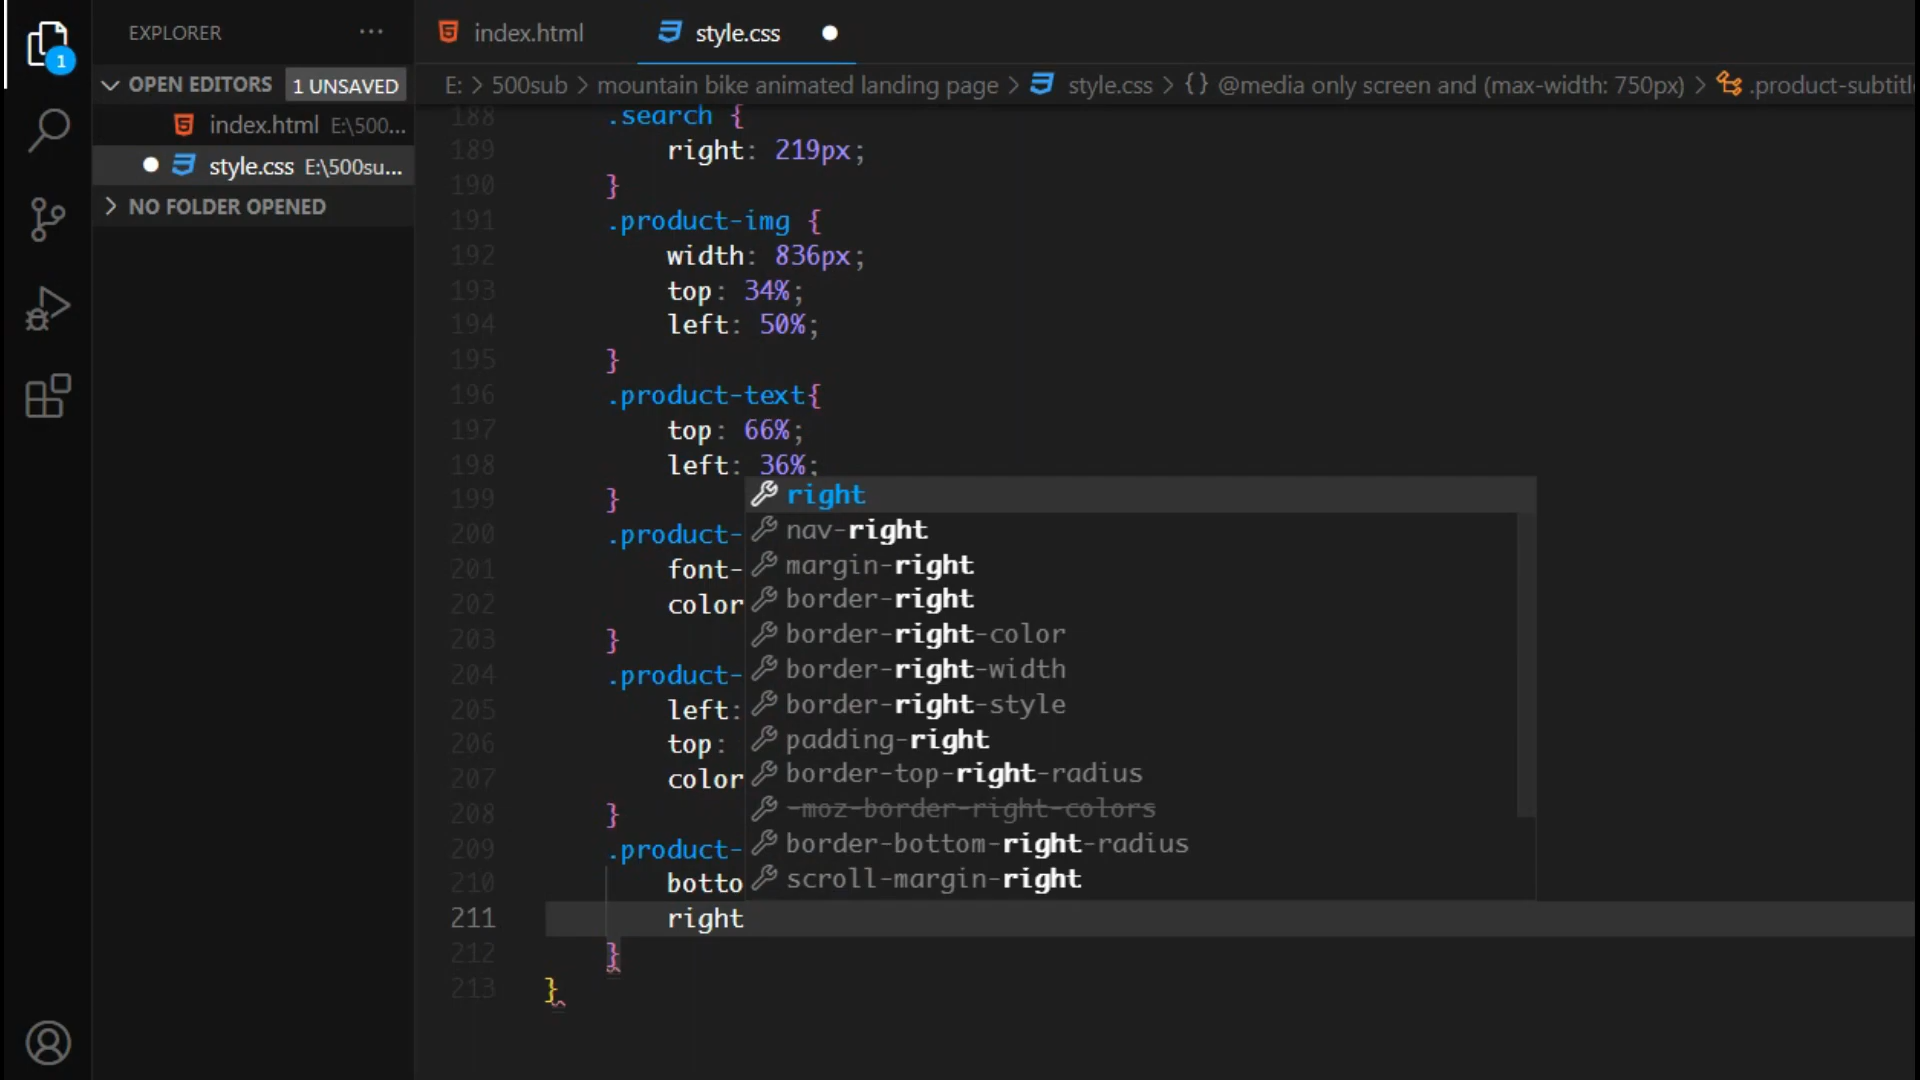 EXPLORER ...
OPEN EDITORS 1 UNSAVED
index.html E:\500...
style.css E:\500su...
NO FOLDER OPENED
1
index.html style.css
E: > 500sub > mountain bike animated landing page > style.css > {} @media only screen and (max-width: 750px) > .product-subtitl
188 .search {
189 right: 219px;
190 }
191 .product-img {
192 width: 836px;
193 top: 34%;
194 left: 50%;
195 }
196 .product-text{
197 top: 66%;
198 left: 36%;
199 }
200 .product-
201 font-
202 color
203 }
204 .product-
205 left:
206 top:
207 color
208 }
209 .product-
210 botto
211 right
212 }
213 }
right
nav-right
margin-right
border-right
border-right-color
border-right-width
border-right-style
padding-right
border-top-right-radius
-moz-border-right-colors
border-bottom-right-radius
scroll-margin-right